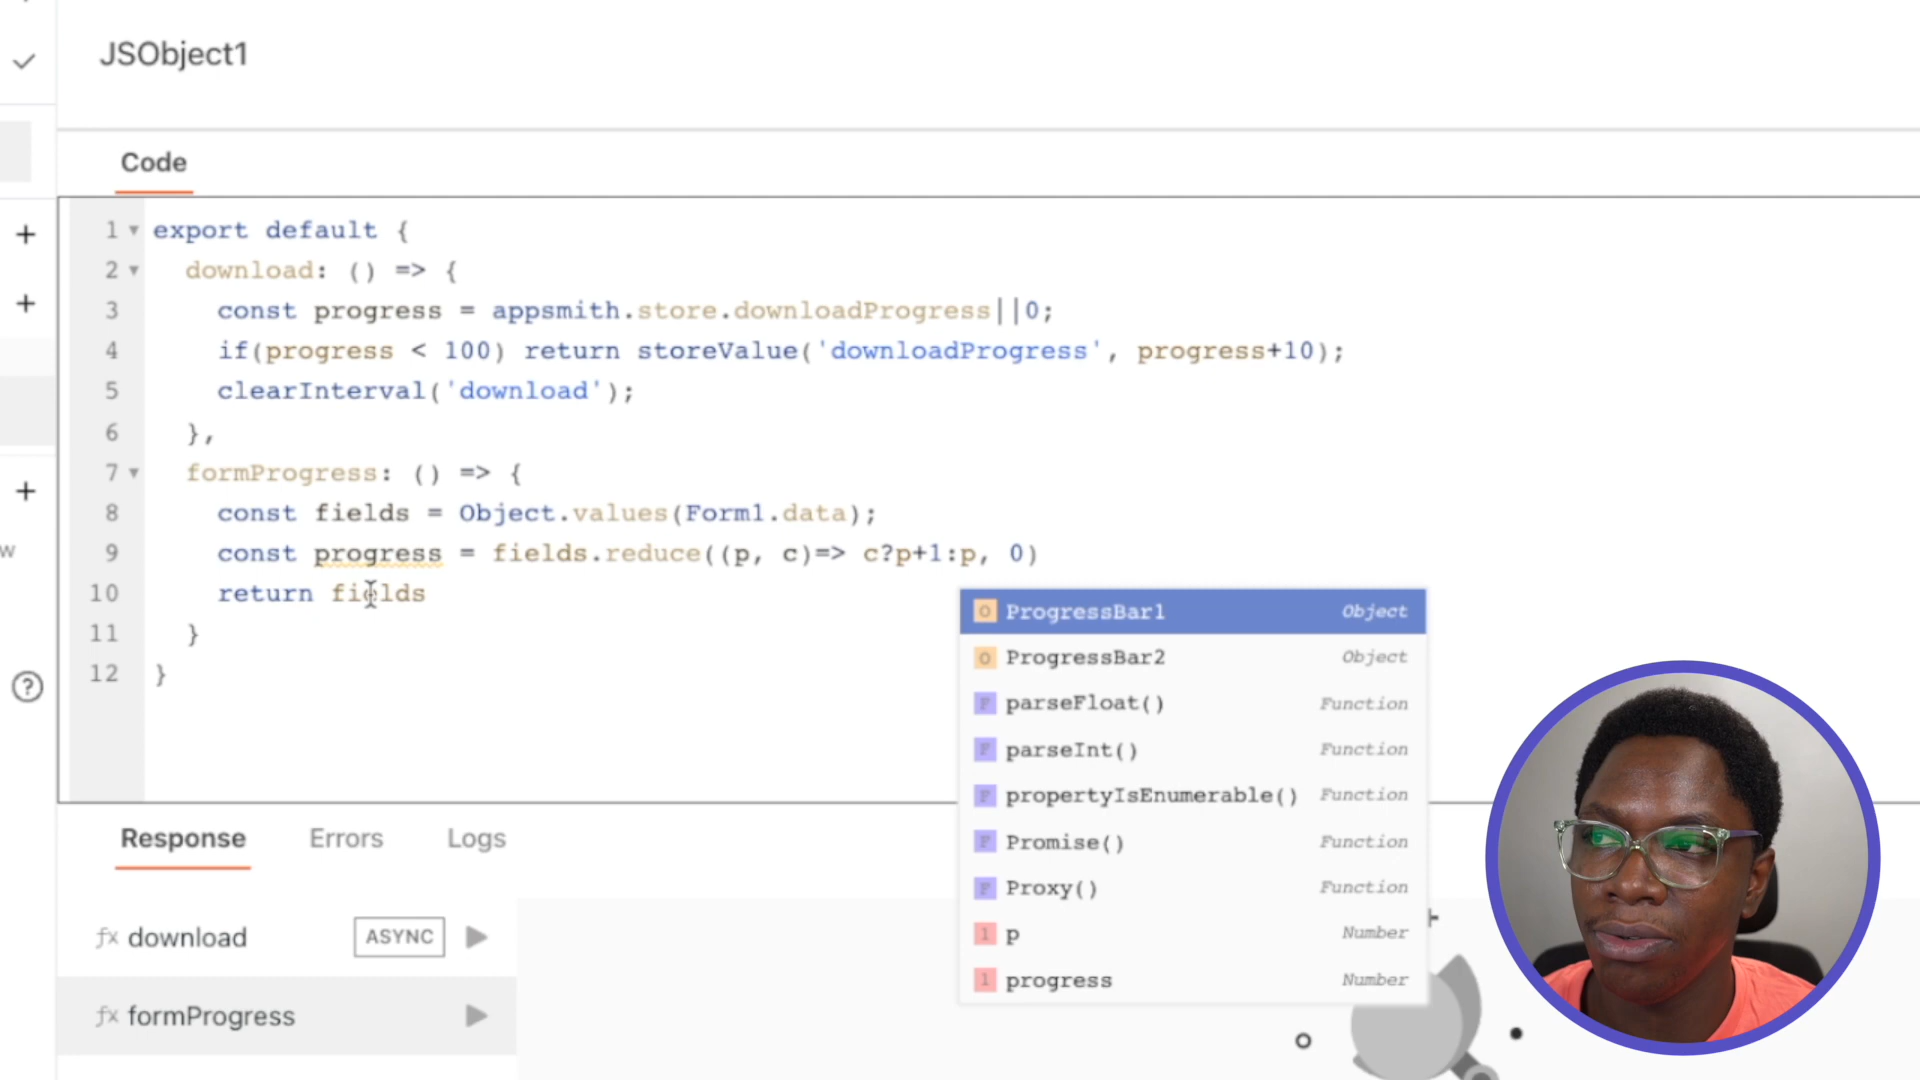 JSObject1
Code
1 export default {
2 download: () => {
3 const progress = appsmith.store.downloadProgress||0;
4 if(progress < 100) return storeValue('downloadProgress', progress+10);
5 clearInterval('download');
6 },
7 formProgress: () => {
8 const fields = Object.values(Form1.data);
9 const progress = fields.reduce((p, c)=> c?p+1:p, 0)
10 return fields
11 }
12 }
ProgressBar1 Object
ProgressBar2 Object
parseFloat() Function
parseInt() Function
propertyIsEnumerable() Function
Promise() Function
Proxy() Function
p Number
progress Number
Response Errors Logs
fx download ASYNC
fx formProgress
w